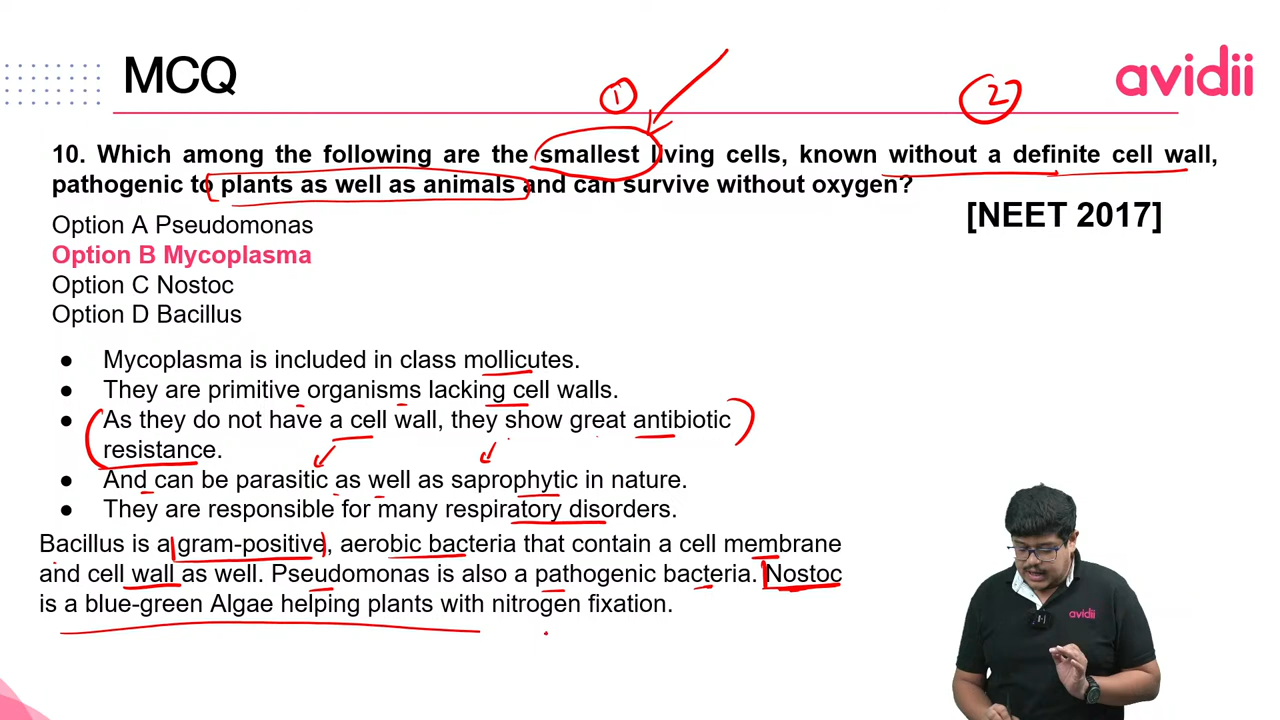 MCQ
avidii
1
2
10. Which among the following are the smallest living cells, known without a definite cell wall,
pathogenic to plants as well as animals and can survive without oxygen?
[NEET 2017]
Option A Pseudomonas
Option B Mycoplasma
Option C Nostoc
Option D Bacillus
● Mycoplasma is included in class mollicutes.
● They are primitive organisms lacking cell walls.
● As they do not have a cell wall, they show great antibiotic
resistance.
● And can be parasitic as well as saprophytic in nature.
● They are responsible for many respiratory disorders.
Bacillus is a gram-positive, aerobic bacteria that contain a cell membrane
and cell wall as well. Pseudomonas is also a pathogenic bacteria. Nostoc
is a blue-green Algae helping plants with nitrogen fixation.
avidii